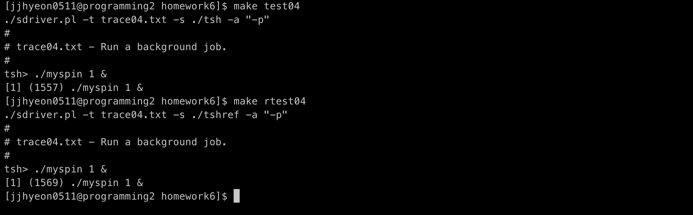 [jjhyeon0511@programming2 homework6]$ make test04
./sdriver.pl -t trace04.txt -s ./tsh -a "-p"
#
# trace04.txt - Run a background job.
#
tsh> ./myspin 1 &
[1] (1557) ./myspin 1 &
[jjhyeon0511@programming2 homework6]$ make rtest04
./sdriver.pl -t trace04.txt -s ./tshref -a "-p"
#
# trace04.txt - Run a background job.
#
tsh> ./myspin 1 &
[1] (1569) ./myspin 1 &
[jjhyeon0511@programming2 homework6]$